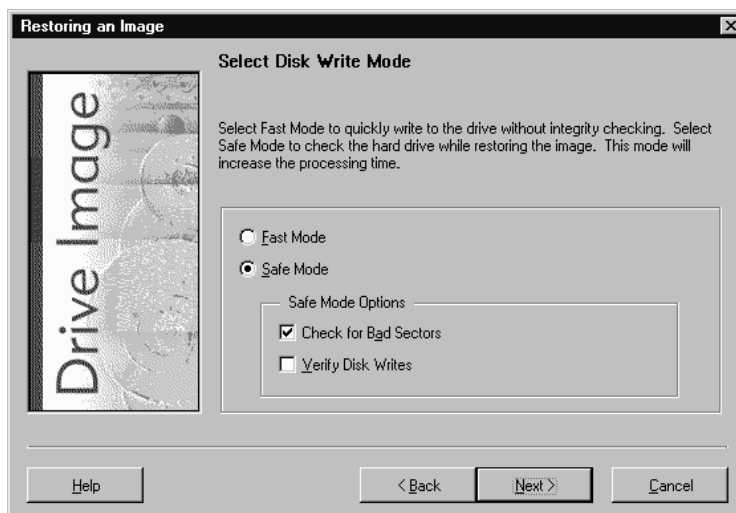 Restoring an Image
Drive Image
Select Disk Write Mode
Select Fast Mode to quickly write to the drive without integrity checking. Select
Safe Mode to check the hard drive while restoring the image. This mode will
increase the processing time.
Fast Mode
Safe Mode
Safe Mode Options
Check for Bad Sectors
Verify Disk Writes
Help
< Back
Next >
Cancel